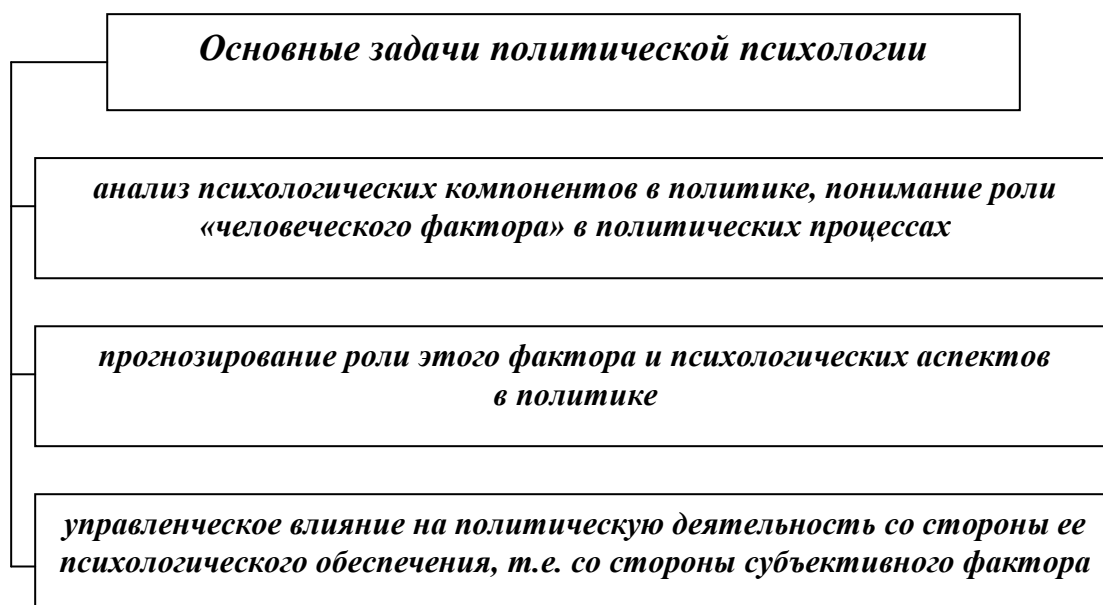 Основные задачи политической психологии
анализ психологических компонентов в политике, понимание роли
«человеческого фактора» в политических процессах
прогнозирование роли этого фактора и психологических аспектов
в политике
управленческое влияние на политическую деятельность со стороны ее
психологического обеспечения, т.е. со стороны субъективного фактора